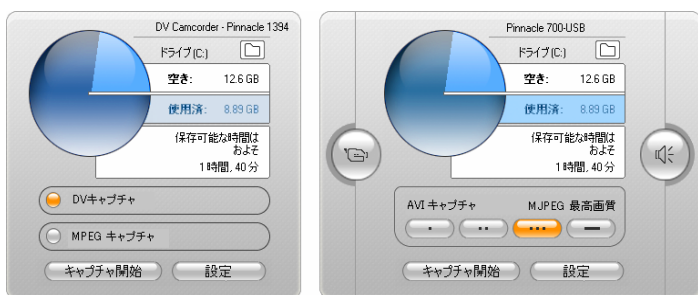 DV Camcorder - Pinnacle 1394
ドライブ(C:)
空き: 12.6 GB
使用済: 8.89 GB
保存可能な時間は
およそ
1時間, 40分
DVキャプチャ
MPEG キャプチャ
キャプチャ開始 設定
Pinnacle 700-USB
ドライブ(C:)
空き: 12.6 GB
使用済: 8.89 GB
保存可能な時間は
およそ
1時間, 40分
AVI キャプチャ MJPEG 最高画質
キャプチャ開始 設定